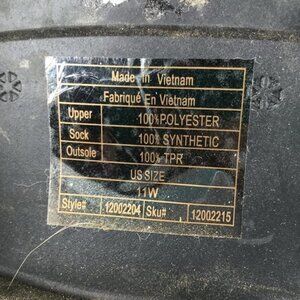 Made In Vietnam
Fabriqué En Vietnam
Upper 100%POLYESTER
Sock 100% SYNTHETIC
Outsole 100% TPR
US SIZE
11W
Style# 12002204 Sku# 12002215